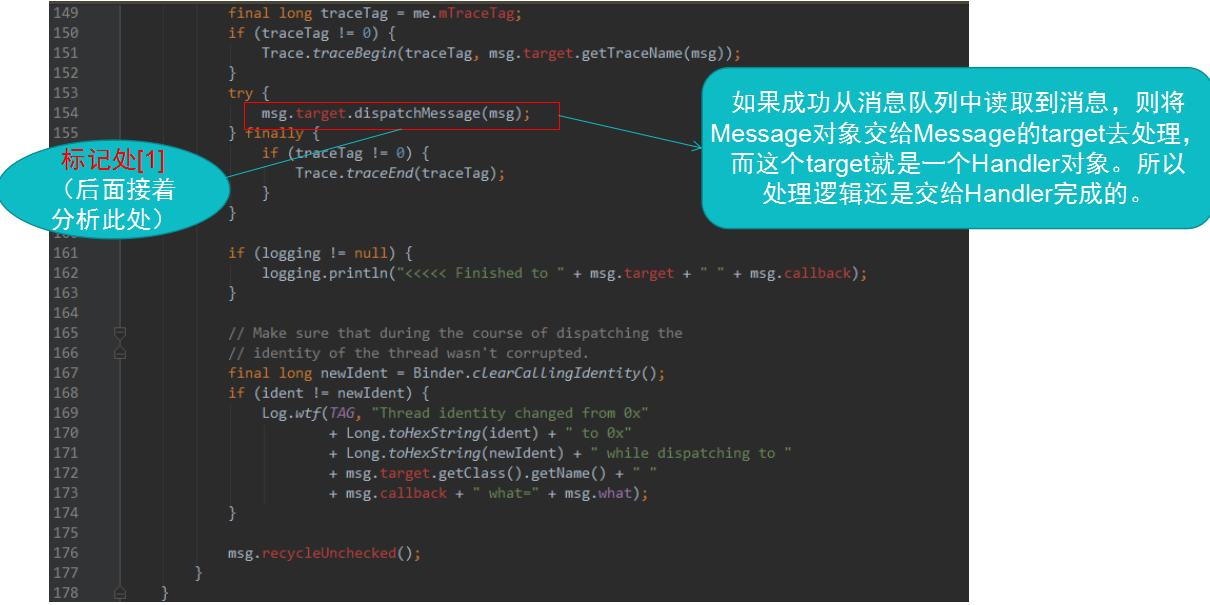 149 final long traceTag = me.mTraceTag;
150 if (traceTag != 0) {
151 Trace.traceBegin(traceTag, msg.target.getTraceName(msg));
152 }
153 try {
154 msg.target.dispatchMessage(msg);
155 } finally {
if (traceTag != 0) {
Trace.traceEnd(traceTag);
}
}
标记处[1]
（后面接着
分析此处）
如果成功从消息队列中读取到消息，则将
Message对象交给Message的target去处理，
而这个target就是一个Handler对象。所以
处理逻辑还是交给Handler完成的。
161 if (logging != null) {
162 logging.println("<<<<< Finished to " + msg.target + " " + msg.callback);
163 }
164
165 // Make sure that during the course of dispatching the
166 // identity of the thread wasn't corrupted.
167 final long newIdent = Binder.clearCallingIdentity();
168 if (ident != newIdent) {
169 Log.wtf(TAG, "Thread identity changed from 0x"
170 + Long.toHexString(ident) + " to 0x"
171 + Long.toHexString(newIdent) + " while dispatching to "
172 + msg.target.getClass().getName() + " "
173 + msg.callback + " what=" + msg.what);
174 }
175
176 msg.recycleUnchecked();
177 }
178 }